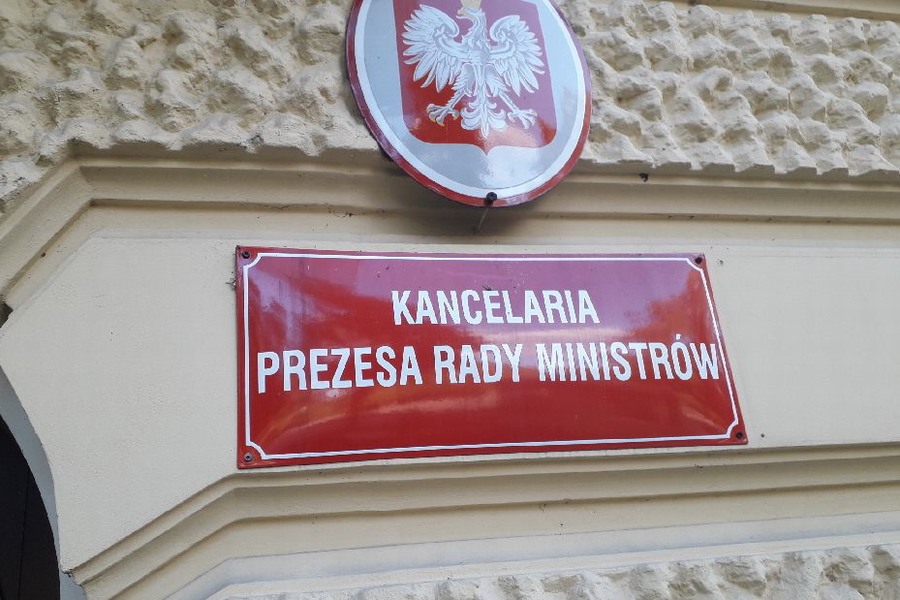 KANCELARIA
PREZESA RADY MINISTRÓW